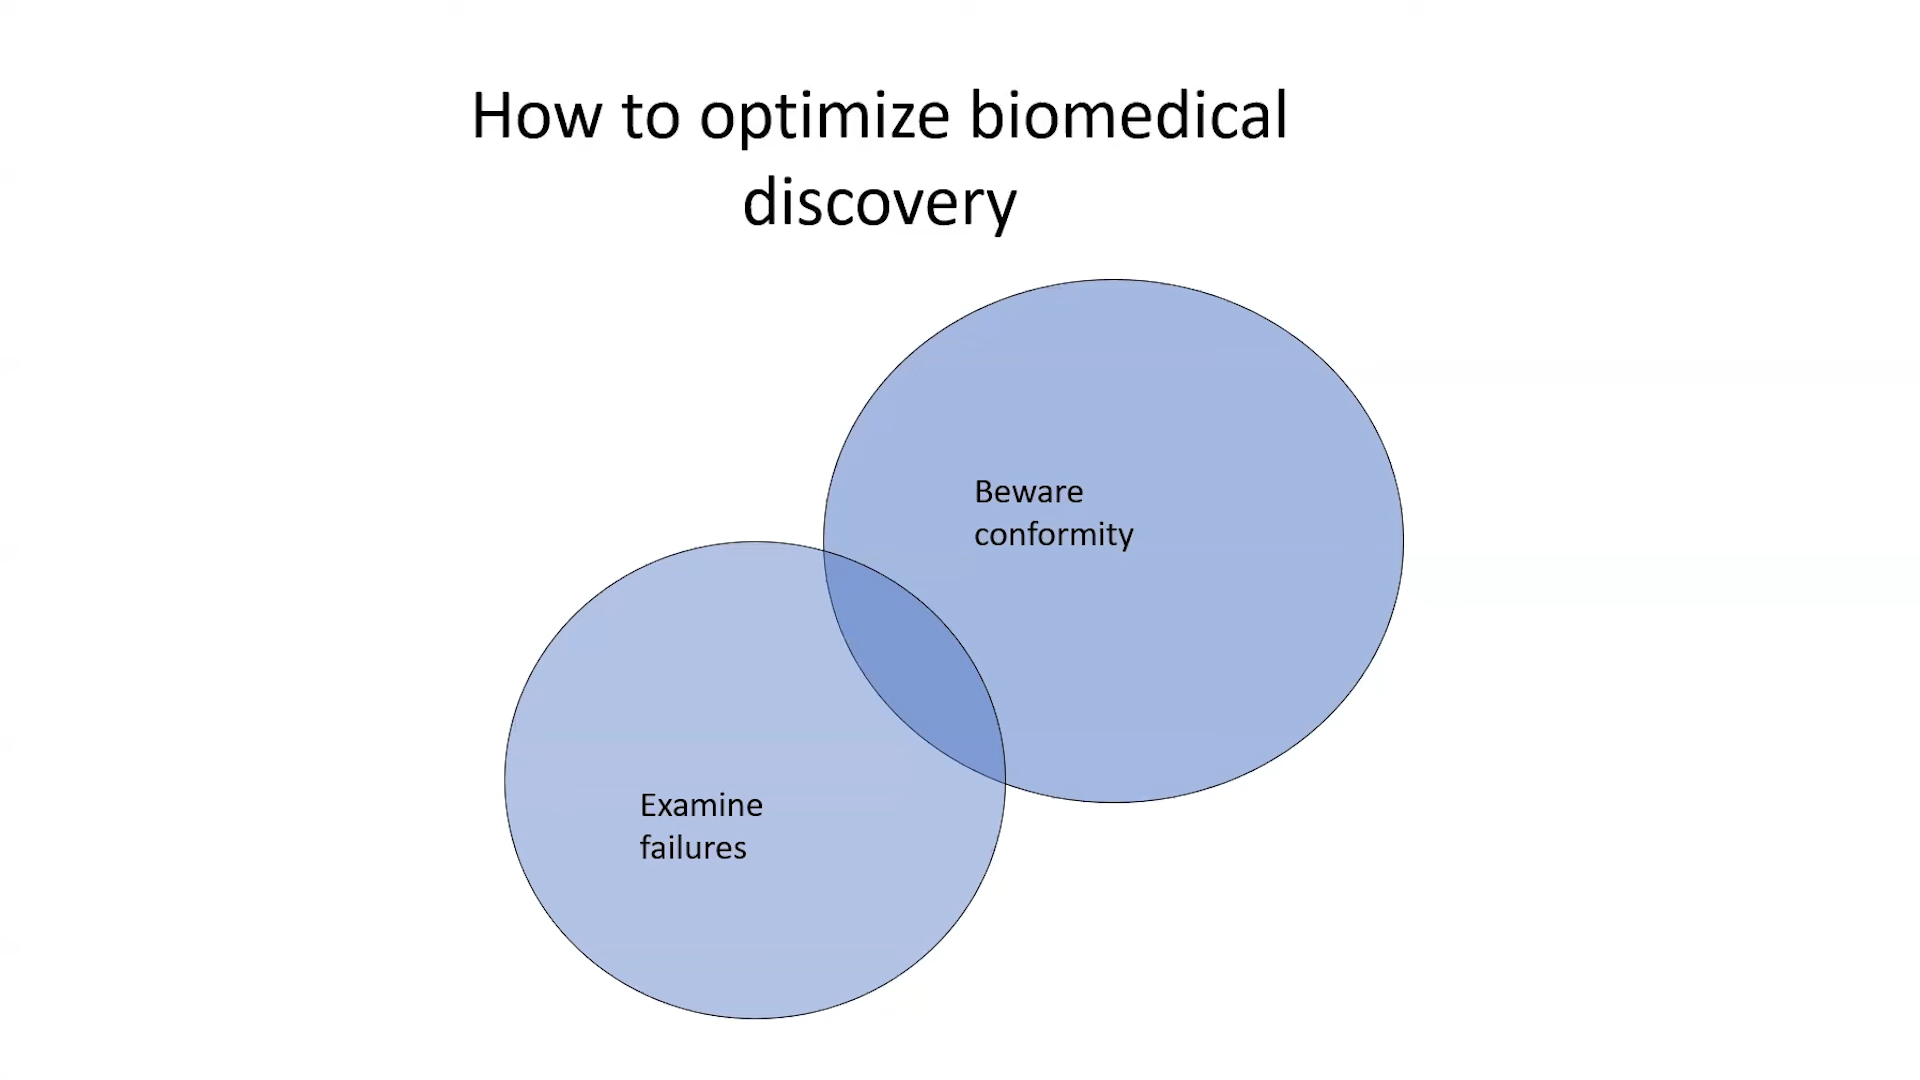 How to optimize biomedical
discovery
Beware
conformity
Examine
failures